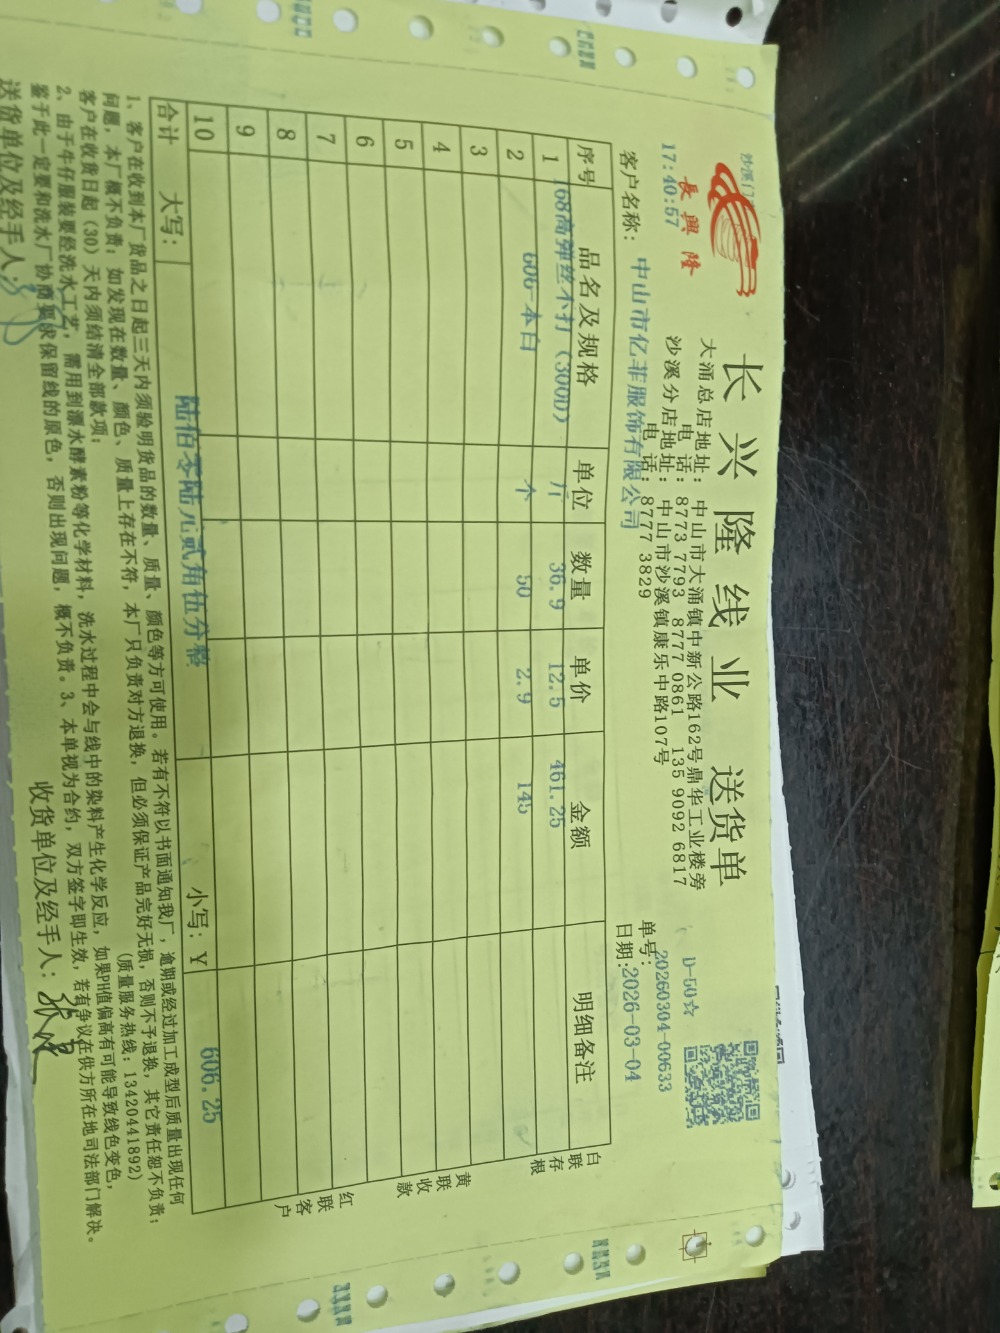 沙溪门
長興隆
17:40:57
长兴隆线业 送货单
大涌总店地址: 中山市大涌镇中新公路162号鼎华工业楼旁
电话: 8773 7793 8777 0861 135 9092 6817
沙溪分店地址: 中山市沙溪镇康乐中路107号
电话: 8777 3829
D-50☆
单号: 20260304-00633
客户名称: 中山市亿菲服饰有限公司
日期: 2026-03-04
序号 品名及规格 单位 数量 单价 金额 明细备注
1 168高弹丝不打（300D） 斤 36.9 12.5 461.25
2 606-本白 个 50 2.9 145
3
4
5
6
7
8
9
10
合计 大写: 陆佰零陆元贰角伍分整 小写: ¥ 606.25
白联存根
黄联收款
红联客户
1、客户在收到本厂货品之日起三天内须验明货品的数量、质量、颜色等方可使用。若有不符以书面通知我厂，逾期或经过加工成型后质量出现任何
问题，本厂概不负责；如发现在数量、颜色、质量上存在不符，本厂只负责对方退换，但必须保证产品完好无损，否则不予退换，其它责任恕不负责；
客户在收货日起（30）天内须结清全部款项；
(质量服务热线: 13420441892)
2、由于牛仔服装要经洗水工艺，需用到漂水酵素粉等化学材料，洗水过程中会与线中的染料产生化学反应，如果PH值偏高有可能导致线色变色，
鉴于此一定要和洗水厂协商要求保留线的原色，否则出现问题，概不负责。3、本单视为合约，双方签字即生效，若有争议在供方所在地司法部门解决。
送货单位及经手人:
收货单位及经手人: